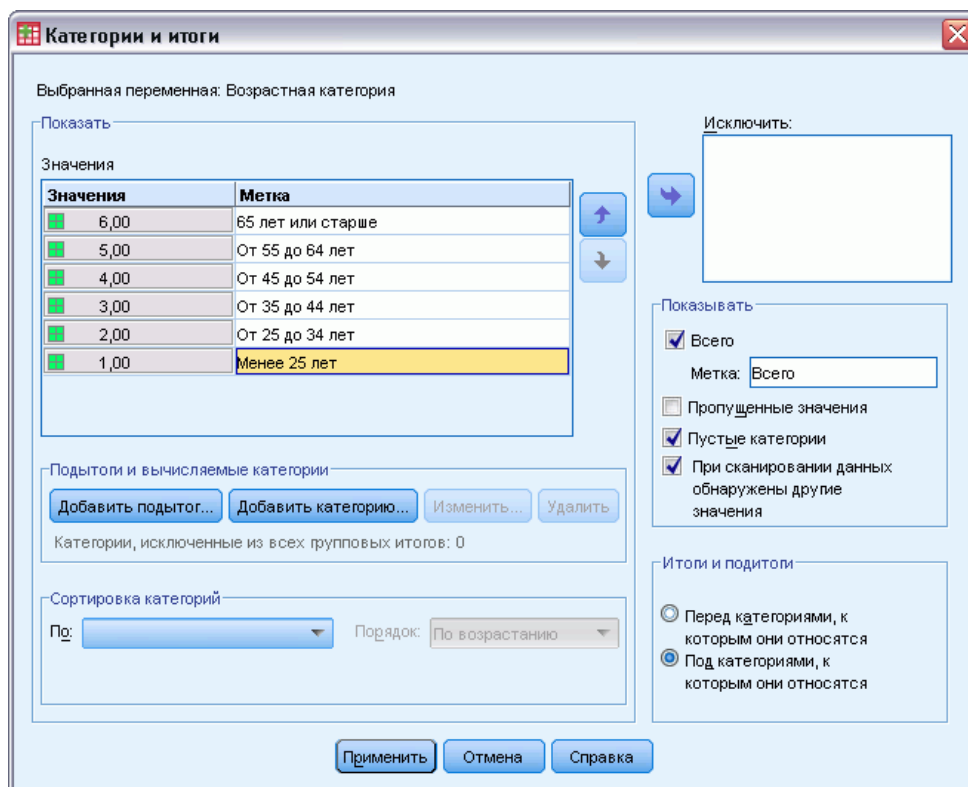 Категории и итоги
Выбранная переменная: Возрастная категория
Показать
Значения
Значения Метка
6,00 65 лет или старше
5,00 От 55 до 64 лет
4,00 От 45 до 54 лет
3,00 От 35 до 44 лет
2,00 От 25 до 34 лет
1,00 Менее 25 лет
Подытоги и вычисляемые категории
Добавить подытог... Добавить категорию... Изменить... Удалить
Категории, исключенные из всех групповых итогов: 0
Сортировка категорий
По: Порядок: По возрастанию
Исключить:
Показывать
Всего
Метка: Всего
Пропущенные значения
Пустые категории
При сканировании данных
обнаружены другие
значения
Итоги и подитоги
Перед категориями, к
которым они относятся
Под категориями, к
которым они относятся
Применить Отмена Справка